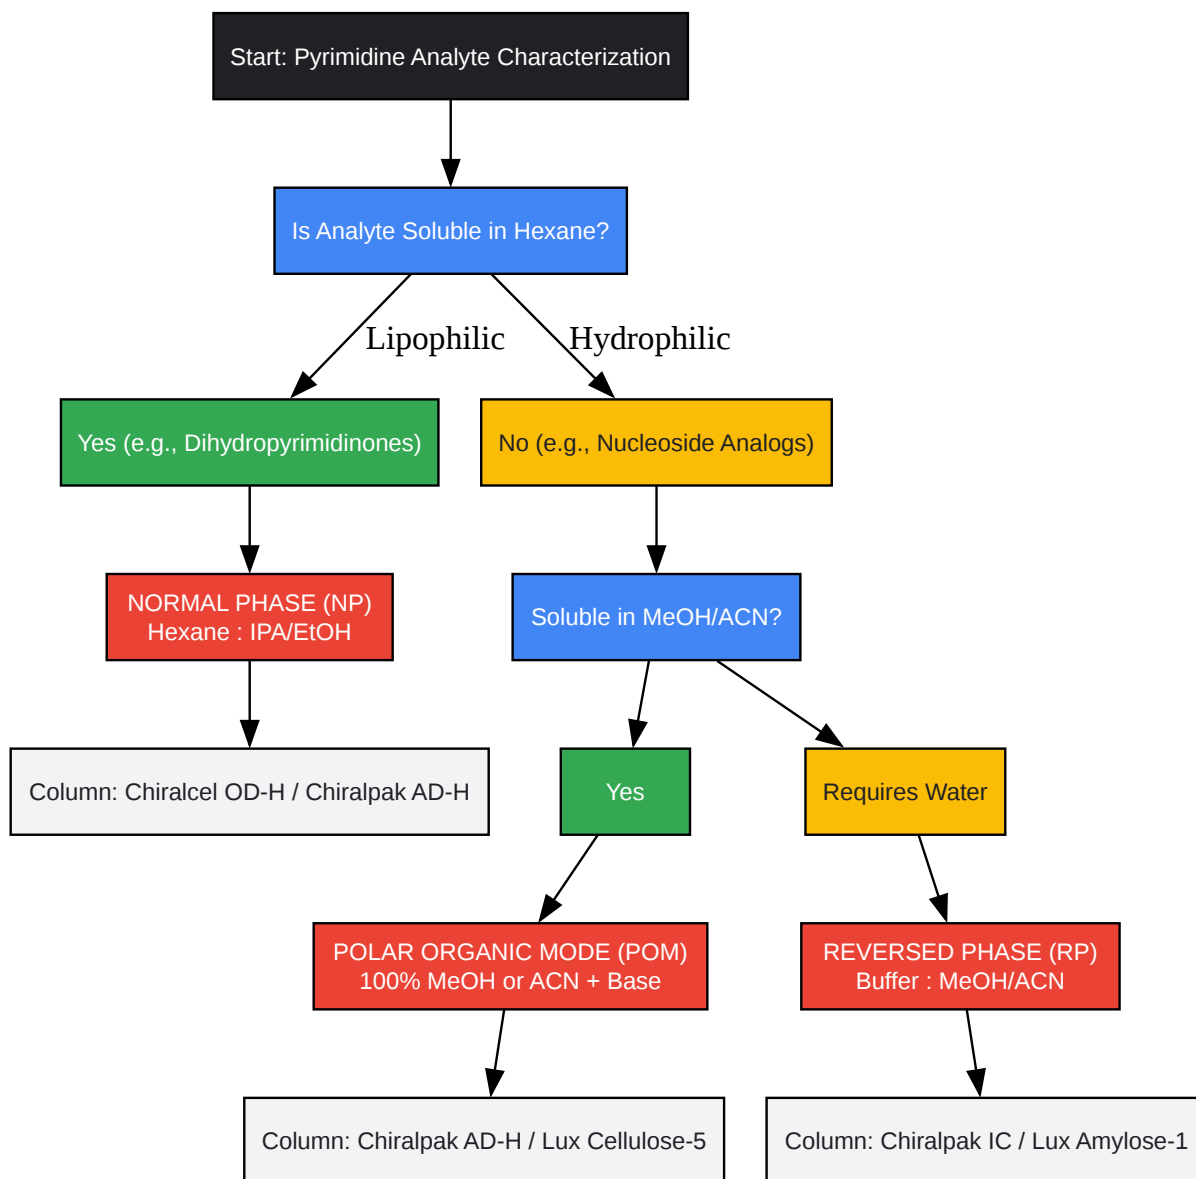 Start: Pyrimidine Analyte Characterization
Is Analyte Soluble in Hexane?
Lipophilic
Hydrophilic
Yes (e.g., Dihydropyrimidinones)
No (e.g., Nucleoside Analogs)
NORMAL PHASE (NP)
Hexane : IPA/EtOH
Soluble in MeOH/ACN?
Column: Chiralcel OD-H / Chiralpak AD-H
Yes
Requires Water
POLAR ORGANIC MODE (POM)
100% MeOH or ACN + Base
REVERSED PHASE (RP)
Buffer : MeOH/ACN
Column: Chiralpak AD-H / Lux Cellulose-5
Column: Chiralpak IC / Lux Amylose-1